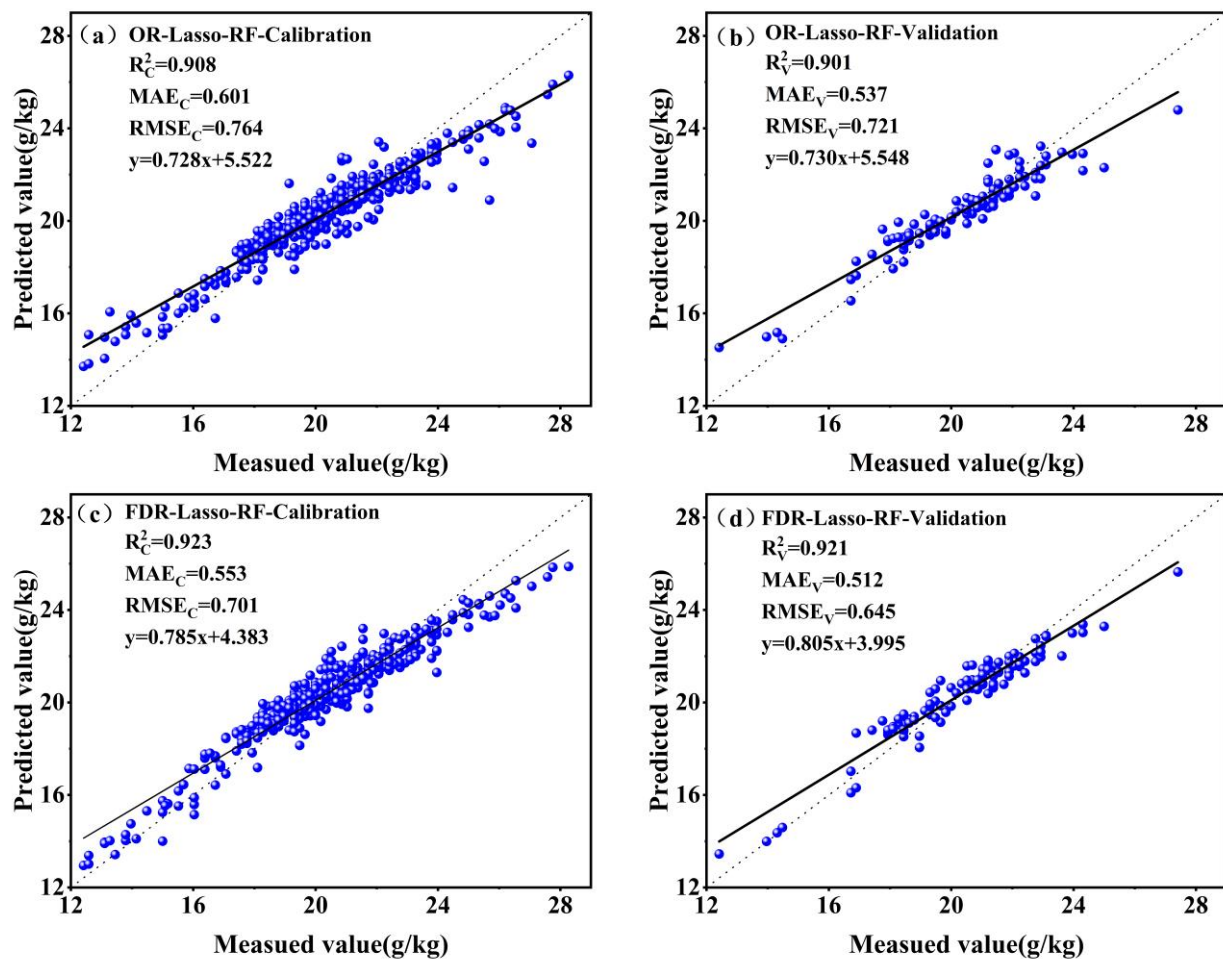 (a) OR-Lasso-RF-Calibration
R²C=0.908
MAEC=0.601
RMSEC=0.764
y=0.728x+5.522
28
24
20
16
12
Predicted value(g/kg)
12 16 20 24 28
Measued value(g/kg)
(b) OR-Lasso-RF-Validation
R²V=0.901
MAEV=0.537
RMSEV=0.721
y=0.730x+5.548
28
24
20
16
12
Predicted value(g/kg)
12 16 20 24 28
Measued value(g/kg)
(c) FDR-Lasso-RF-Calibration
R²C=0.923
MAEC=0.553
RMSEC=0.701
y=0.785x+4.383
28
24
20
16
12
Predicted value(g/kg)
12 16 20 24 28
Measued value(g/kg)
(d) FDR-Lasso-RF-Validation
R²V=0.921
MAEV=0.512
RMSEV=0.645
y=0.805x+3.995
28
24
20
16
12
Predicted value(g/kg)
12 16 20 24 28
Measued value(g/kg)